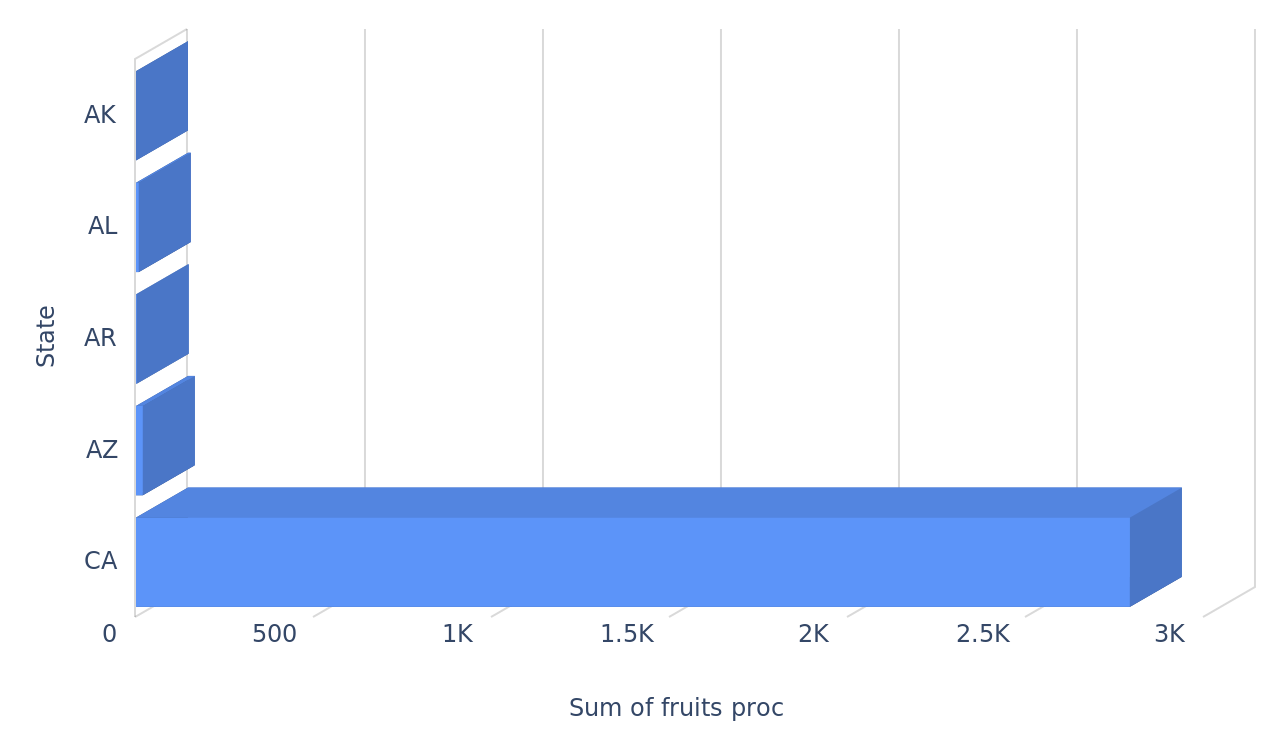 AK
AL
AR
AZ
CA
State
0 500 1K 1.5K 2K 2.5K 3K
Sum of fruits proc